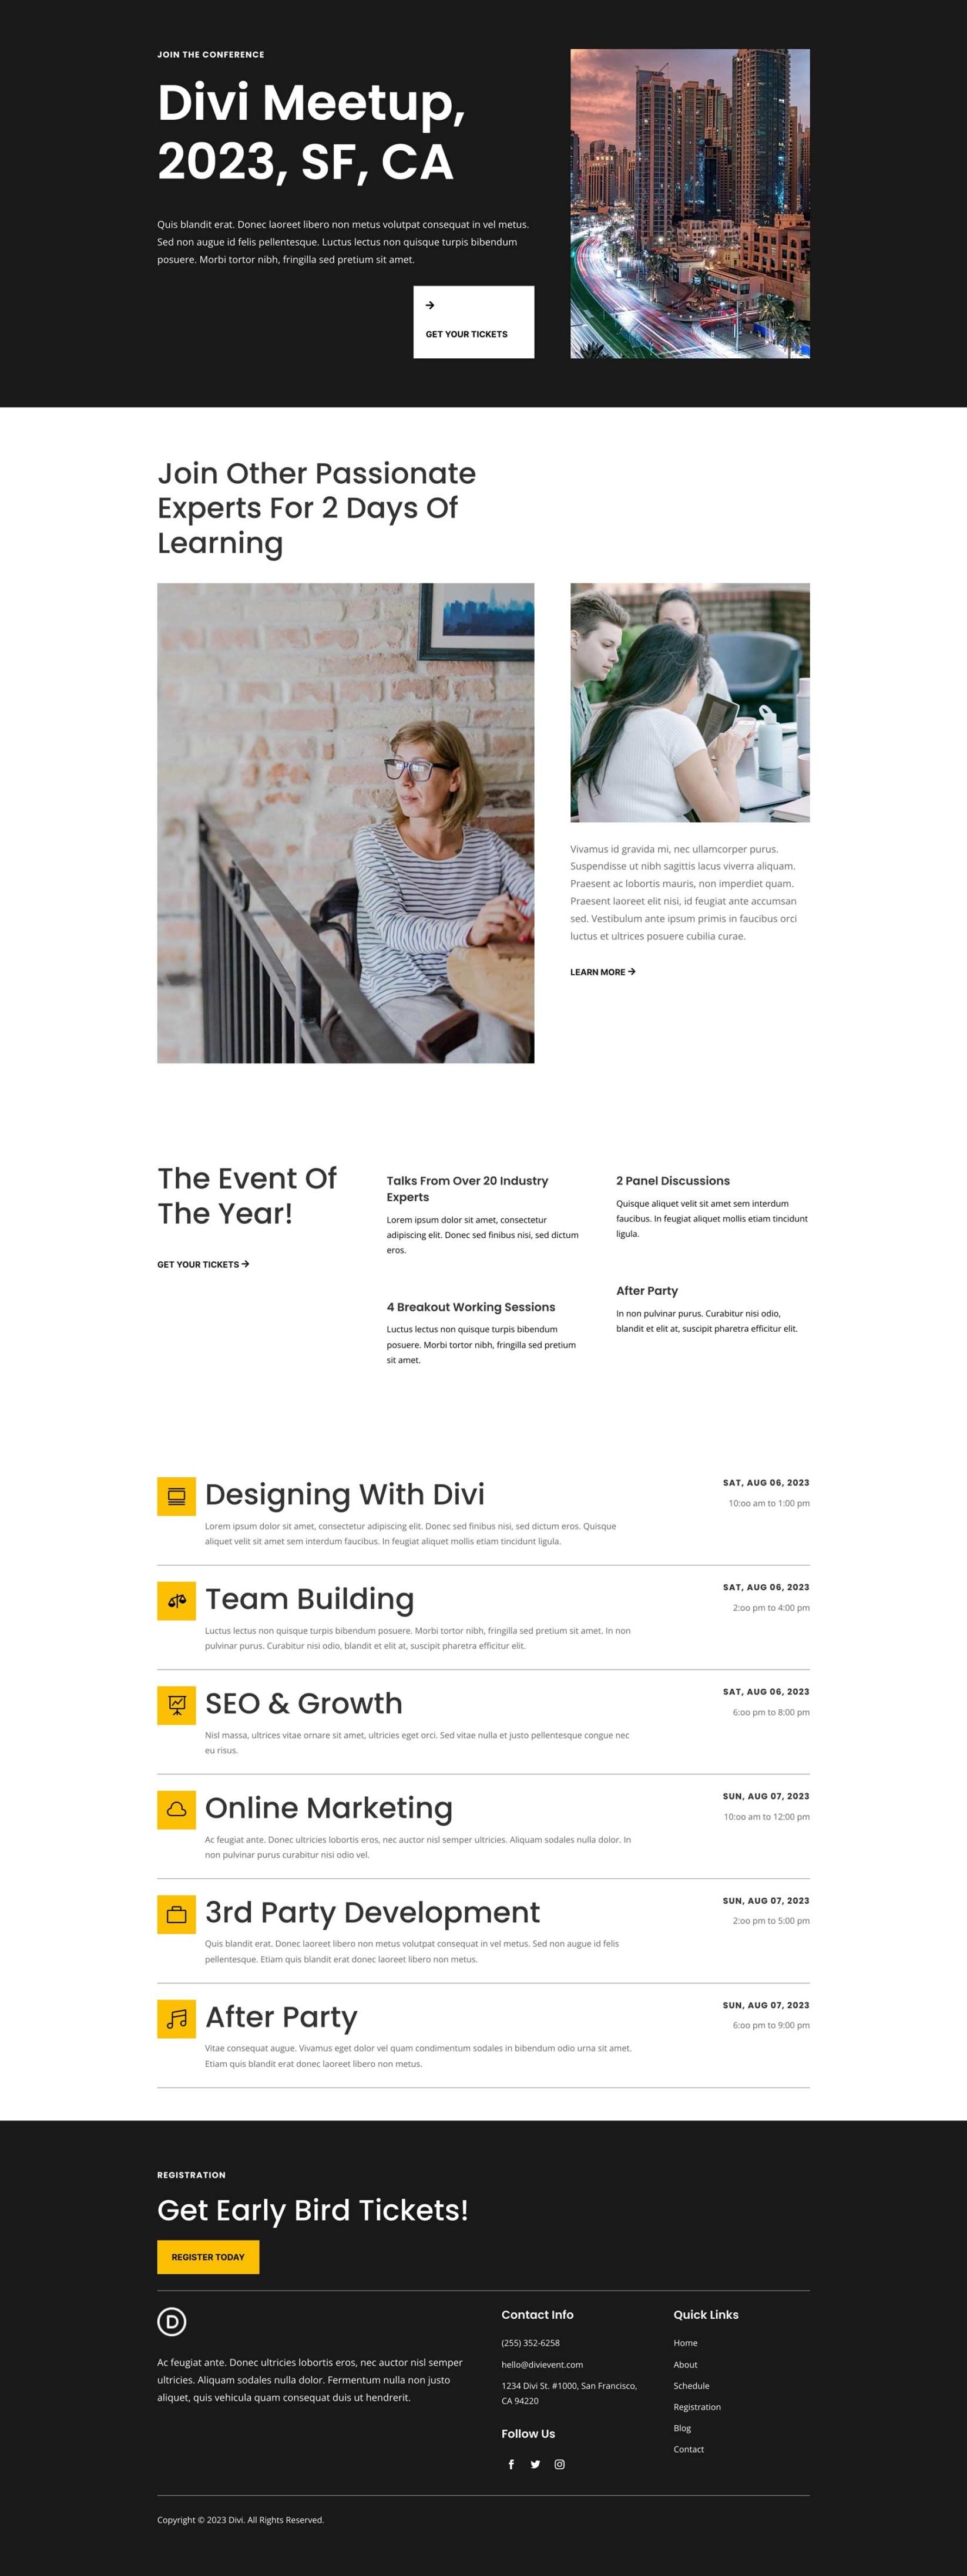 JOIN THE CONFERENCE
Divi Meetup,
2023, SF, CA
Quis blandit erat. Donec laoreet libero non metus volutpat consequat in vel metus.
Sed non augue id felis pellentesque. Luctus lectus non quisque turpis bibendum
posuere. Morbi tortor nibh, fringilla sed pretium sit amet.
GET YOUR TICKETS
Join Other Passionate
Experts For 2 Days Of
Learning
Vivamus id gravida mi, nec ullamcorper purus.
Suspendisse ut nibh sagittis lacus viverra aliquam.
Praesent ac lobortis mauris, non imperdiet quam.
Praesent laoreet elit nisi, id feugiat ante accumsan
sed. Vestibulum ante ipsum primis in faucibus orci
luctus et ultrices posuere cubilia curae.
LEARN MORE
The Event Of
The Year!
GET YOUR TICKETS
Talks From Over 20 Industry
Experts
Lorem ipsum dolor sit amet, consectetur
adipiscing elit. Donec sed finibus nisi, sed dictum
eros.
4 Breakout Working Sessions
Luctus lectus non quisque turpis bibendum
posuere. Morbi tortor nibh, fringilla sed pretium
sit amet.
2 Panel Discussions
Quisque aliquet velit sit amet sem interdum
faucibus. In feugiat aliquet mollis etiam tincidunt
ligula.
After Party
In non pulvinar purus. Curabitur nisi odio,
blandit et elit at, suscipit pharetra efficitur elit.
Designing With Divi
Lorem ipsum dolor sit amet, consectetur adipiscing elit. Donec sed finibus nisi, sed dictum eros. Quisque
aliquet velit sit amet sem interdum faucibus. In feugiat aliquet mollis etiam tincidunt ligula.
SAT, AUG 06, 2023
10:oo am to 1:00 pm
Team Building
Luctus lectus non quisque turpis bibendum posuere. Morbi tortor nibh, fringilla sed pretium sit amet. In non
pulvinar purus. Curabitur nisi odio, blandit et elit at, suscipit pharetra efficitur elit.
SAT, AUG 06, 2023
2:oo pm to 4:00 pm
SEO & Growth
Nisl massa, ultrices vitae ornare sit amet, ultricies eget orci. Sed vitae nulla et justo pellentesque congue nec
eu risus.
SAT, AUG 06, 2023
6:oo pm to 8:00 pm
Online Marketing
Ac feugiat ante. Donec ultricies lobortis eros, nec auctor nisl semper ultricies. Aliquam sodales nulla dolor. In
non pulvinar purus curabitur nisi odio vel.
SUN, AUG 07, 2023
10:oo am to 12:00 pm
3rd Party Development
Quis blandit erat. Donec laoreet libero non metus volutpat consequat in vel metus. Sed non augue id felis
pellentesque. Etiam quis blandit erat donec laoreet libero non metus.
SUN, AUG 07, 2023
2:oo pm to 5:00 pm
After Party
Vitae consequat augue. Vivamus eget dolor vel quam condimentum sodales in bibendum odio urna sit amet.
Etiam quis blandit erat donec laoreet libero non metus.
SUN, AUG 07, 2023
6:oo pm to 9:00 pm
REGISTRATION
Get Early Bird Tickets!
REGISTER TODAY
D
Ac feugiat ante. Donec ultricies lobortis eros, nec auctor nisl semper
ultricies. Aliquam sodales nulla dolor. Fermentum nulla non justo
aliquet, quis vehicula quam consequat duis ut hendrerit.
Contact Info
(255) 352-6258
hello@divievent.com
1234 Divi St. #1000, San Francisco,
CA 94220
Follow Us
Quick Links
Home
About
Schedule
Registration
Blog
Contact
Copyright © 2023 Divi. All Rights Reserved.